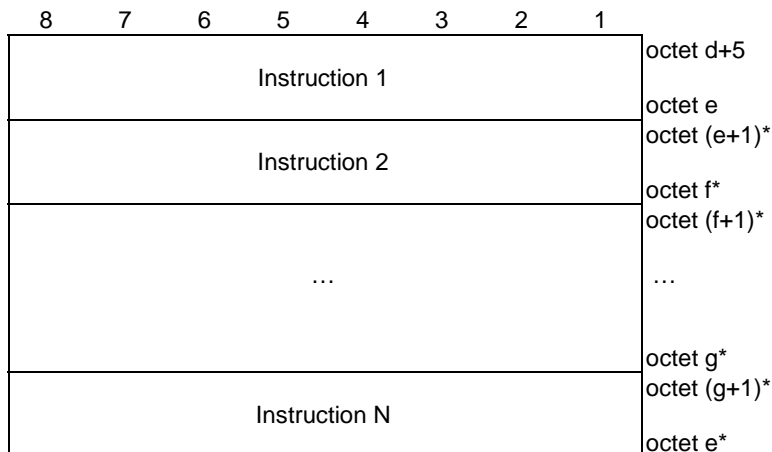 8 7 6 5 4 3 2 1
octet d+5
Instruction 1
octet e
octet (e+1)*
Instruction 2
octet f*
octet (f+1)*
… …
octet g*
octet (g+1)*
Instruction N
octet e*